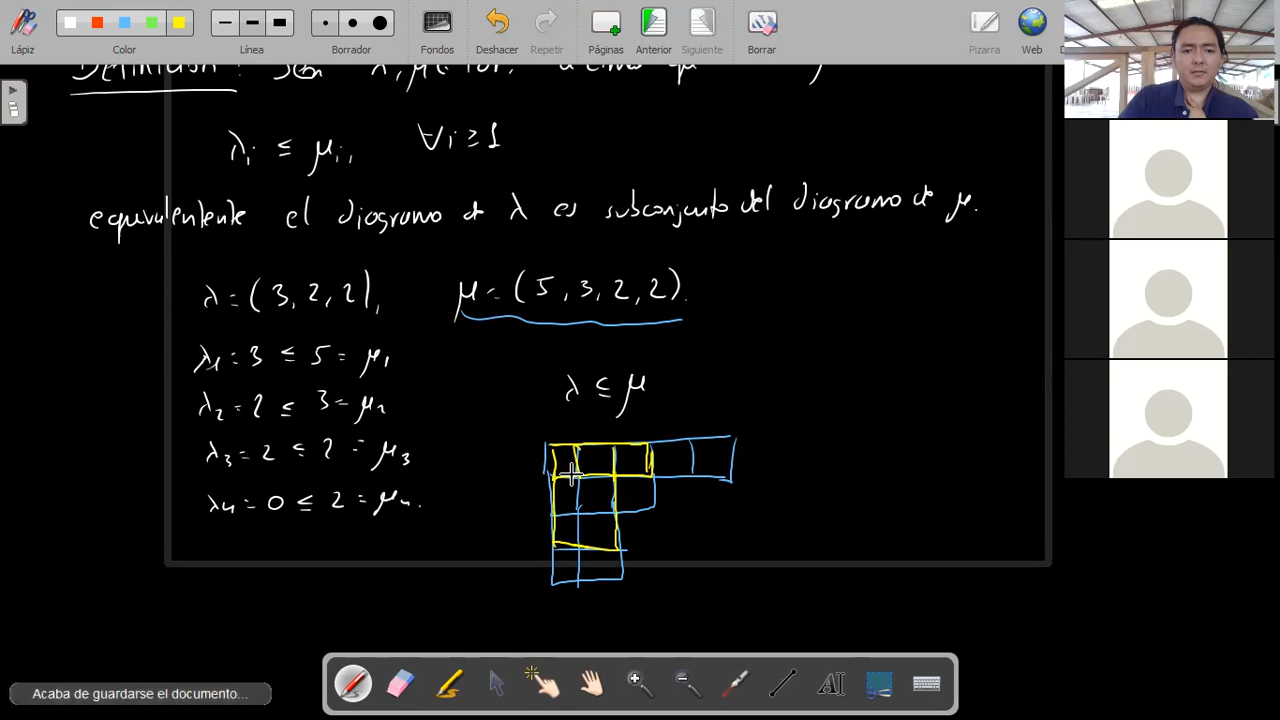 Lápiz Color Línea Borrador Fondos Deshacer Repetir Páginas Anterior Siguiente Borrar Pizarra Web
λi ≤ μi, ∀i ≥ 1
equivalentente el diagrama de λ es subconjunto del diagrama de μ.
λ = (3, 2, 2), μ = (5, 3, 2, 2).
λ1 = 3 ≤ 5 = μ1
λ2 = 2 ≤ 3 = μ2
λ3 = 2 ≤ 2 = μ3
λ4 = 0 ≤ 2 = μ4.
λ ⊆ μ
Acaba de guardarse el documento...